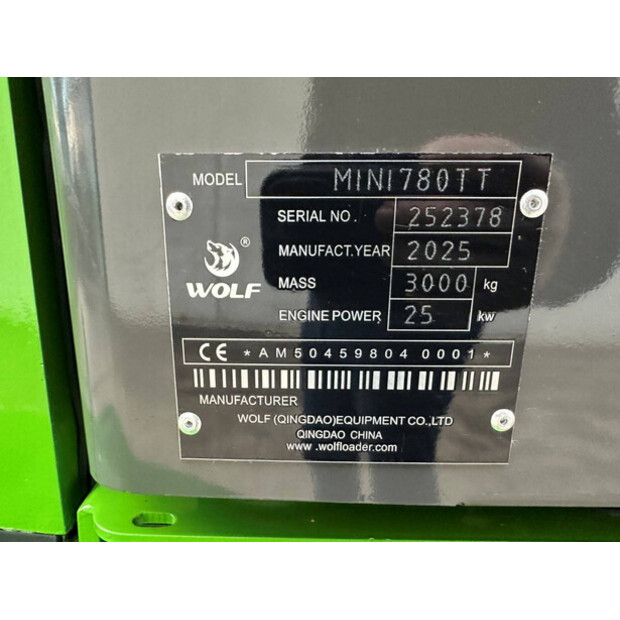 MODEL MINI780TT
SERIAL NO. 252378
MANUFACT.YEAR 2025
MASS 3000 kg
ENGINE POWER 25 kw
®
WOLF
CE *AM50459804 0001*
MANUFACTURER
WOLF (QINGDAO)EQUIPMENT CO.,LTD
QINGDAO CHINA
www.wolfloader.com